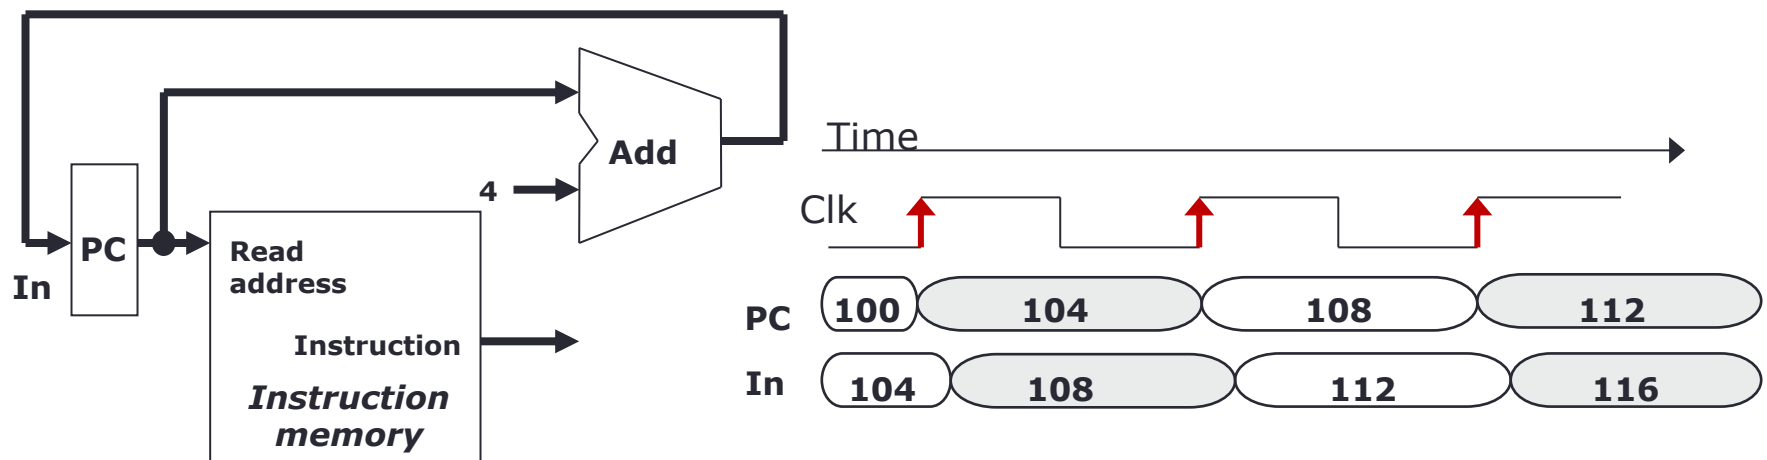 Add
4
PC
In
Read
address
Instruction
Instruction
memory
Time
Clk
PC 100 104 108 112
In 104 108 112 116